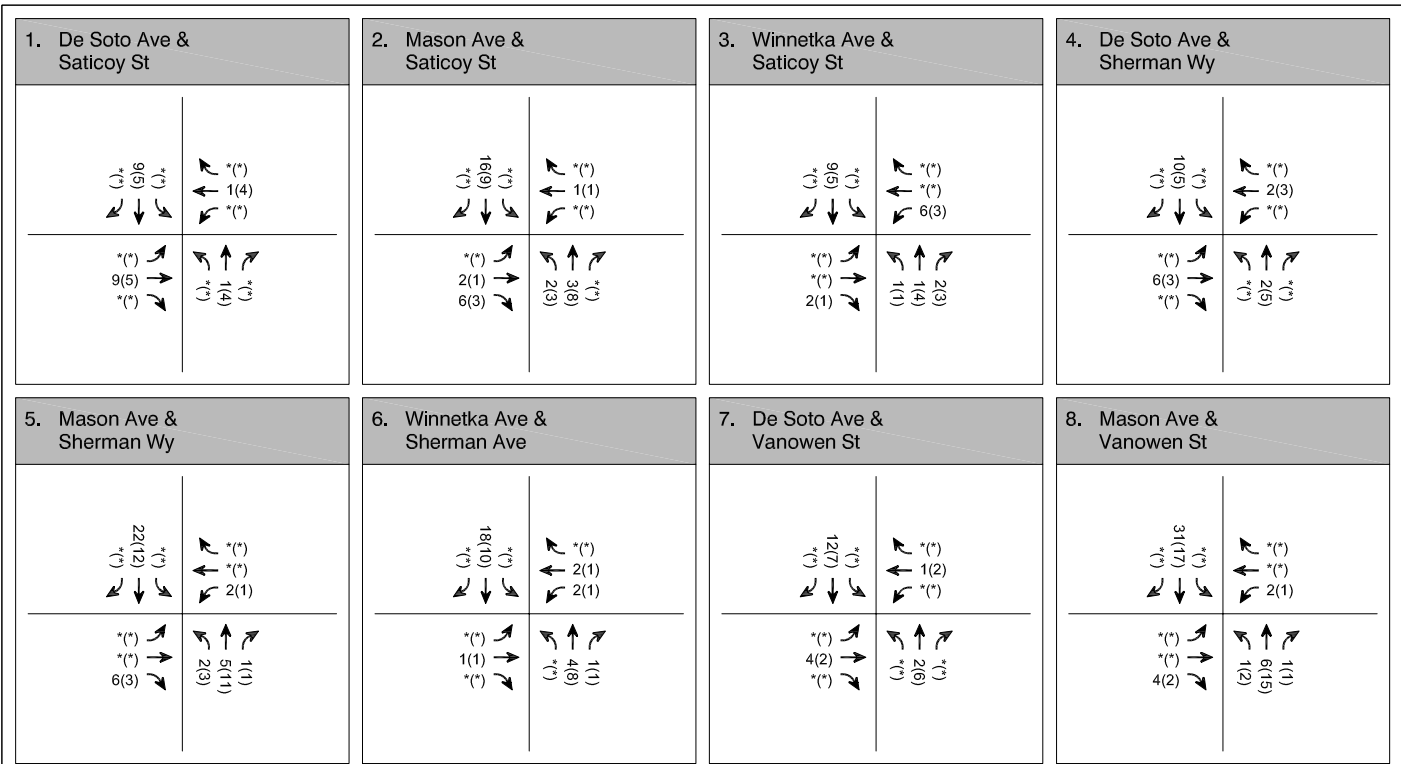 1. De Soto Ave &
Saticoy St
*(*) 9(5) *(*)
*(*)
1(4)
*(*)
*(*)
9(5)
*(*)
*(*) 1(4) *(*)
2. Mason Ave &
Saticoy St
*(*) 16(9) *(*)
*(*)
1(1)
*(*)
*(*)
2(1)
6(3)
2(3) 3(8) *(*)
3. Winnetka Ave &
Saticoy St
*(*) 9(5) *(*)
*(*)
*(*)
6(3)
*(*)
*(*)
2(1)
1(1) 1(4) 2(3)
4. De Soto Ave &
Sherman Wy
*(*) 10(5) *(*)
*(*)
2(3)
*(*)
*(*)
6(3)
*(*)
*(*) 2(5) *(*)
5. Mason Ave &
Sherman Wy
*(*) 22(12) *(*)
*(*)
*(*)
2(1)
*(*)
*(*)
6(3)
2(3) 5(11) 1(1)
6. Winnetka Ave &
Sherman Ave
*(*) 18(10) *(*)
*(*)
2(1)
2(1)
*(*)
1(1)
*(*)
*(*) 4(8) 1(1)
7. De Soto Ave &
Vanowen St
*(*) 12(7) *(*)
*(*)
1(2)
*(*)
*(*)
4(2)
*(*)
*(*) 2(6) *(*)
8. Mason Ave &
Vanowen St
*(*) 31(17) *(*)
*(*)
*(*)
2(1)
*(*)
*(*)
4(2)
1(2) 6(15) 1(1)